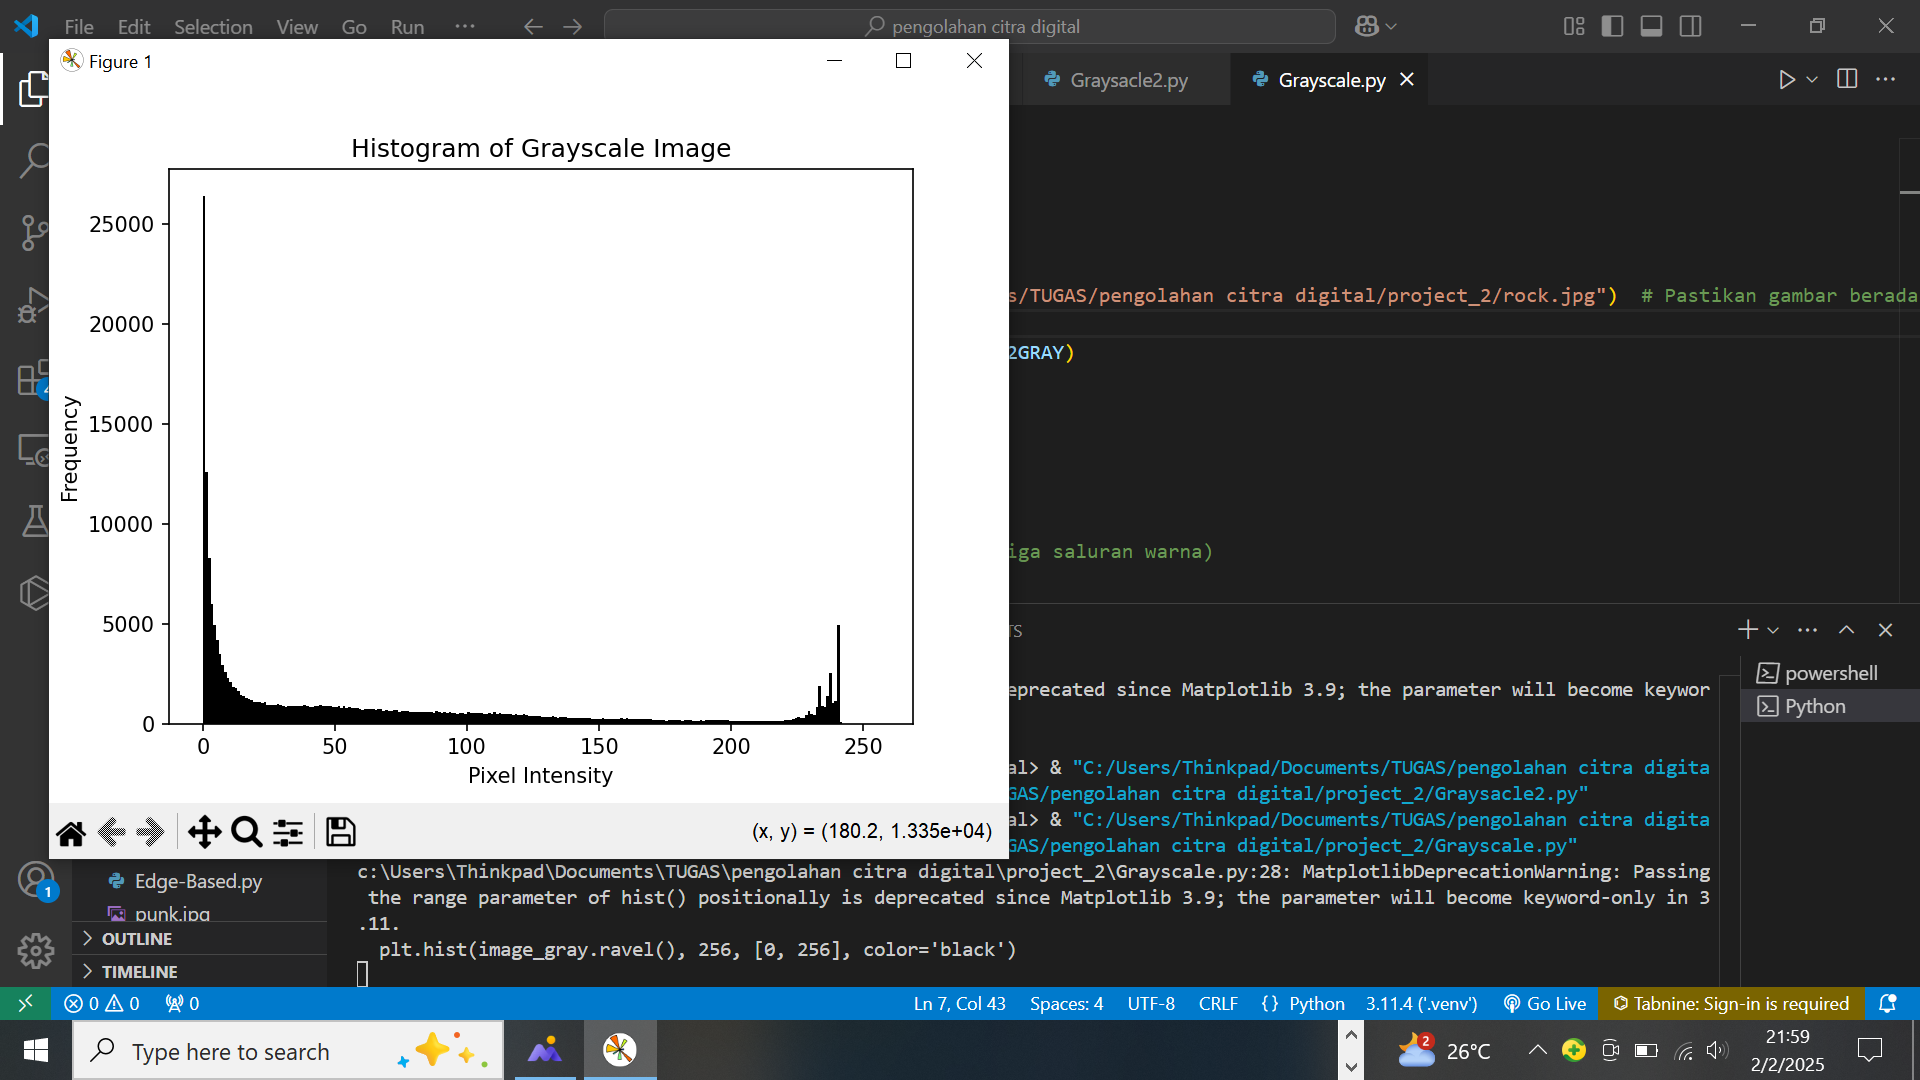 File Edit Selection View Go Run ···
pengolahan citra digital
Figure 1
Graysacle2.py
Grayscale.py
Histogram of Grayscale Image
25000
20000
15000
10000
5000
0
Frequency
0 50 100 150 200 250
Pixel Intensity
(x, y) = (180.2, 1.335e+04)
s/TUGAS/pengolahan citra digital/project_2/rock.jpg") # Pastikan gambar berada
2GRAY)
iga saluran warna)
TS
powershell
Python
eprecated since Matplotlib 3.9; the parameter will become keywor
al> & "C:/Users/Thinkpad/Documents/TUGAS/pengolahan citra digita
GAS/pengolahan citra digital/project_2/Graysacle2.py"
al> & "C:/Users/Thinkpad/Documents/TUGAS/pengolahan citra digita
GAS/pengolahan citra digital/project_2/Grayscale.py"
c:\Users\Thinkpad\Documents\TUGAS\pengolahan citra digital\project_2\Grayscale.py:28: MatplotlibDeprecationWarning: Passing
the range parameter of hist() positionally is deprecated since Matplotlib 3.9; the parameter will become keyword-only in 3
.11.
plt.hist(image_gray.ravel(), 256, [0, 256], color='black')
Edge-Based.py
punk.jpg
OUTLINE
TIMELINE
1
0 0 0
Ln 7, Col 43 Spaces: 4 UTF-8 CRLF {} Python 3.11.4 ('.venv') Go Live Tabnine: Sign-in is required
Type here to search
2
26°C
21:59
2/2/2025